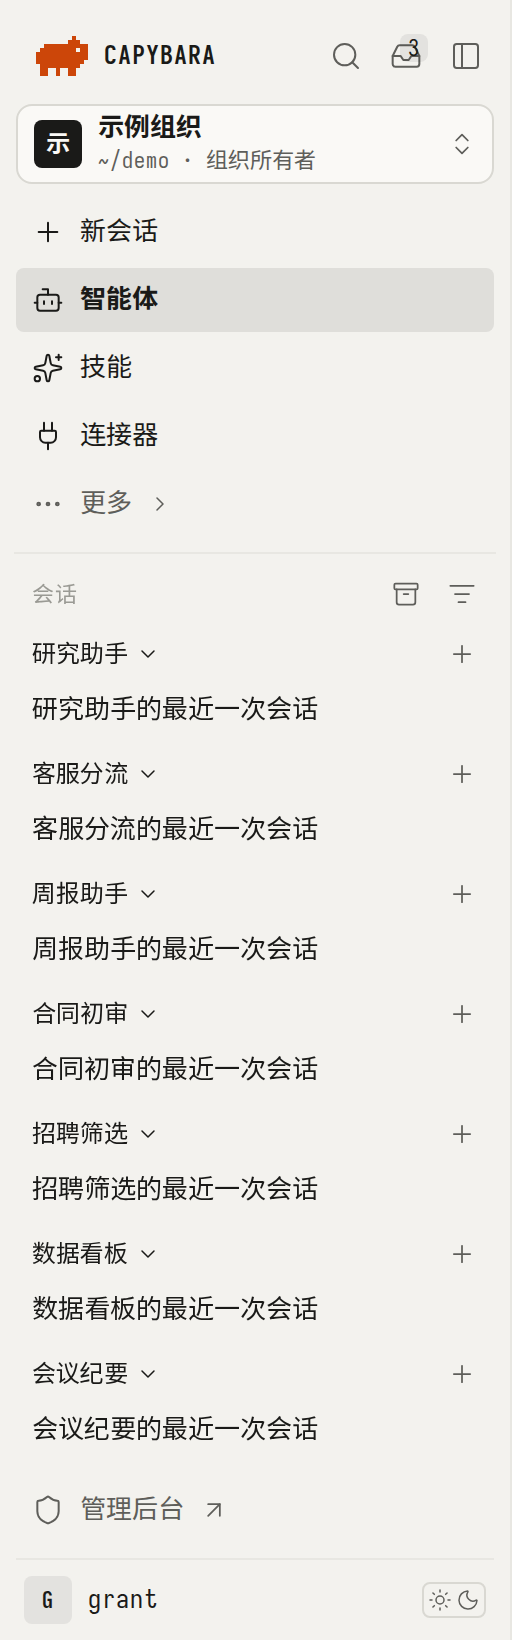 CAPYBARA
3
示
示例组织
~/demo · 组织所有者
新会话
智能体
技能
连接器
更多
会话
研究助手
研究助手的最近一次会话
客服分流
客服分流的最近一次会话
周报助手
周报助手的最近一次会话
合同初审
合同初审的最近一次会话
招聘筛选
招聘筛选的最近一次会话
数据看板
数据看板的最近一次会话
会议纪要
会议纪要的最近一次会话
管理后台
G
grant